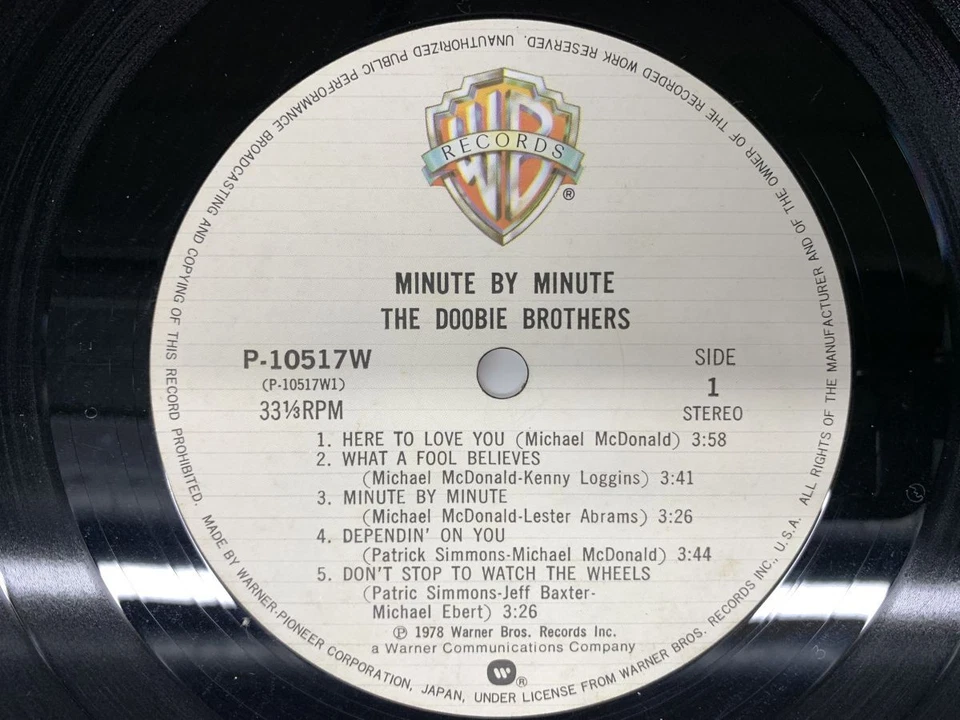 WB
RECORDS
®
MINUTE BY MINUTE
THE DOOBIE BROTHERS
P-10517W
(P-10517W1)
33⅓RPM
SIDE
1
STEREO
1. HERE TO LOVE YOU (Michael McDonald) 3:58
2. WHAT A FOOL BELIEVES
(Michael McDonald-Kenny Loggins) 3:41
3. MINUTE BY MINUTE
(Michael McDonald-Lester Abrams) 3:26
4. DEPENDIN' ON YOU
(Patrick Simmons-Michael McDonald) 3:44
5. DON'T STOP TO WATCH THE WHEELS
(Patric Simmons-Jeff Baxter-
Michael Ebert) 3:26
℗ 1978 Warner Bros. Records Inc.
a Warner Communications Company
®
MADE BY WARNER-PIONEER CORPORATION, JAPAN, UNDER LICENSE FROM WARNER BROS. RECORDS INC., U.S.A. ALL RIGHTS OF THE MANUFACTURER AND OF THE OWNER OF THE RECORDED WORK RESERVED. UNAUTHORIZED PUBLIC PERFORMANCE BROADCASTING AND COPYING OF THIS RECORD PROHIBITED.